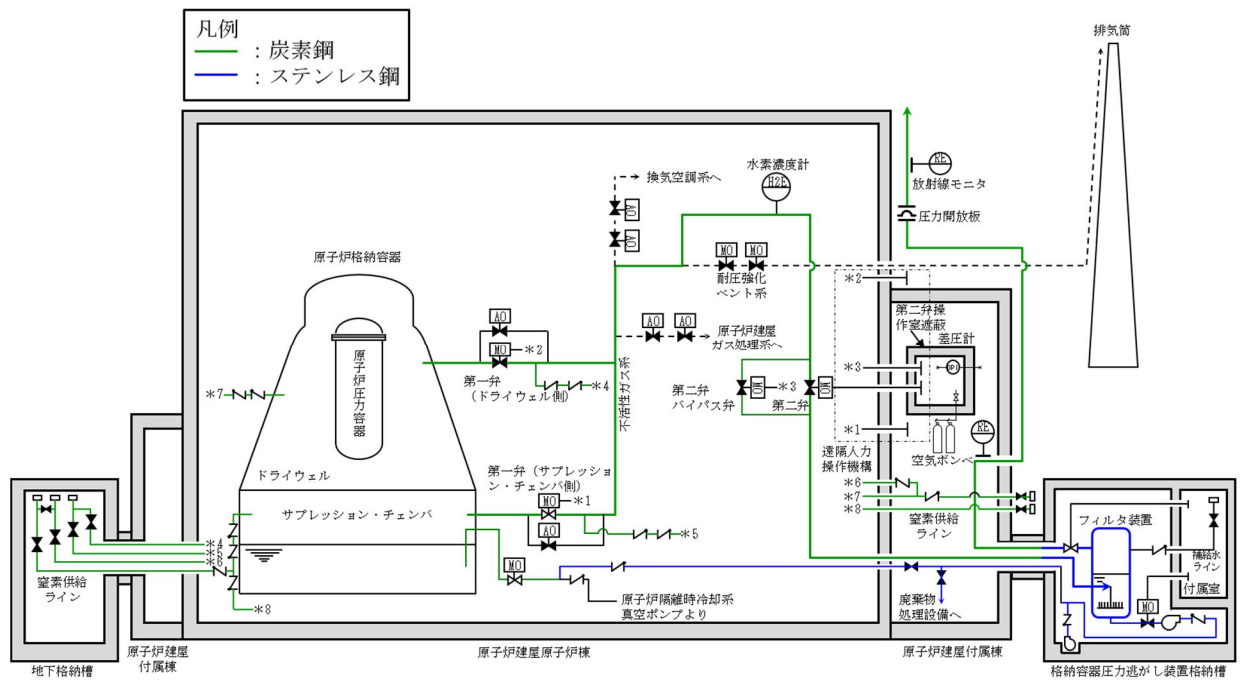 凡例
：炭素鋼
：ステンレス鋼
排気筒
水素濃度計
H2E
換気空調系へ
AO
AO
RE
放射線モニタ
圧力開放板
原子炉格納容器
MO
MO
耐圧強化
ベント系
＊2
第二弁操
作室遮蔽
差圧計
DPI
AO
MO
＊2
AO
AO
原子炉建屋
ガス処理系へ
原子炉圧力容器
第一弁
（ドライウェル側）
＊4
不活性ガス系
＊7
第二弁
バイパス弁
MO
＊3
第二弁
MO
＊3
＊1
RE
遠隔人力
操作機構
空気ボンベ
ドライウェル
第一弁（サプレッショ
ン・チェンバ側）
MO
＊1
AO
＊5
サプレッション・チェンバ
＊6
＊7
＊8
窒素供給
ライン
フィルタ装置
補給水
ライン
付属室
MO
＊4
＊5
＊6
＊8
窒素供給
ライン
MO
原子炉隔離時冷却系
真空ポンプより
廃棄物
処理設備へ
地下格納槽
原子炉建屋
付属棟
原子炉建屋原子炉棟
原子炉建屋付属棟
格納容器圧力逃がし装置格納槽